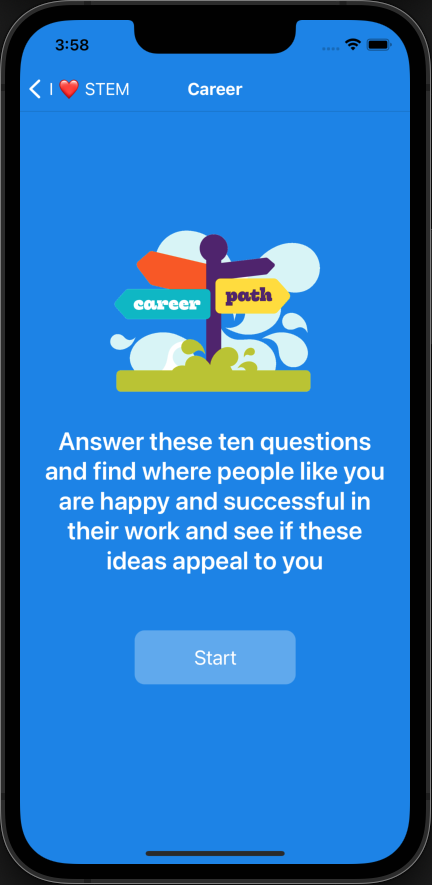 3:58
I ❤️ STEM Career
career path
Answer these ten questions
and find where people like you
are happy and successful in
their work and see if these
ideas appeal to you
Start